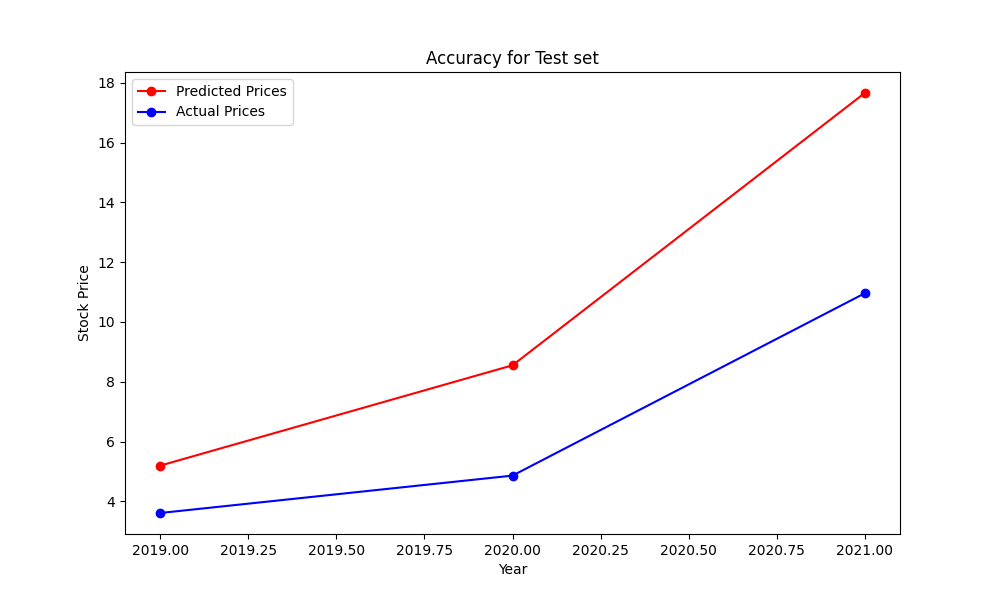 Accuracy for Test set
Predicted Prices
Actual Prices
Stock Price
18
16
14
12
10
8
6
4
2019.00 2019.25 2019.50 2019.75 2020.00 2020.25 2020.50 2020.75 2021.00
Year